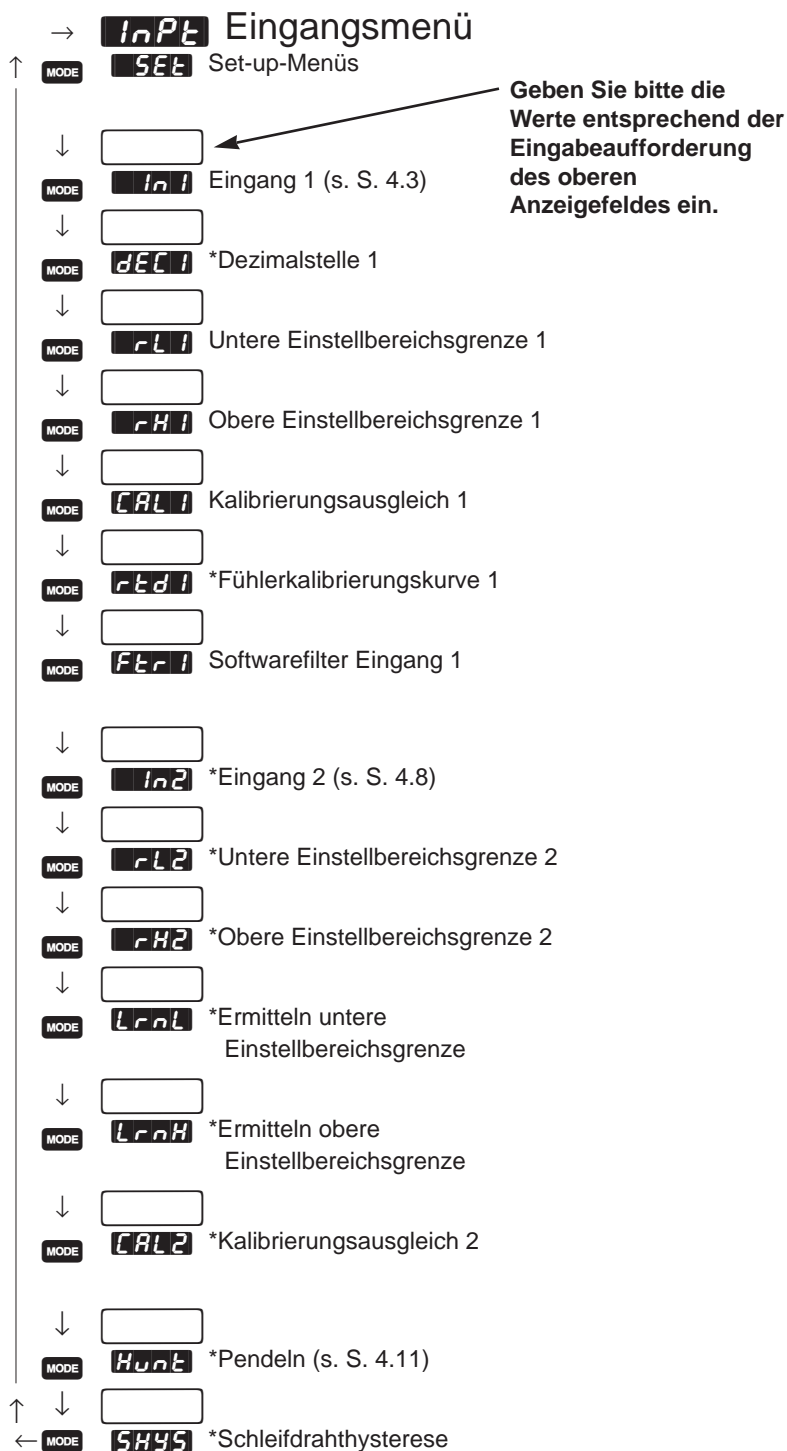 → InPt Eingangsmenü
↑ MODE SEt Set-up-Menüs
Geben Sie bitte die
Werte entsprechend der
Eingabeaufforderung
des oberen
Anzeigefeldes ein.
↓
MODE In1 Eingang 1 (s. S. 4.3)
↓
MODE dEC1 *Dezimalstelle 1
↓
MODE rL1 Untere Einstellbereichsgrenze 1
↓
MODE rH1 Obere Einstellbereichsgrenze 1
↓
MODE CAL1 Kalibrierungsausgleich 1
↓
MODE rtd1 *Fühlerkalibrierungskurve 1
↓
MODE Ftr1 Softwarefilter Eingang 1
↓
MODE In2 *Eingang 2 (s. S. 4.8)
↓
MODE rL2 *Untere Einstellbereichsgrenze 2
↓
MODE rH2 *Obere Einstellbereichsgrenze 2
↓
MODE LrnL *Ermitteln untere
Einstellbereichsgrenze
↓
MODE LrnH *Ermitteln obere
Einstellbereichsgrenze
↓
MODE CAL2 *Kalibrierungsausgleich 2
↓
MODE Hunt *Pendeln (s. S. 4.11)
↑ ↓
← MODE SHYS *Schleifdrahthysterese